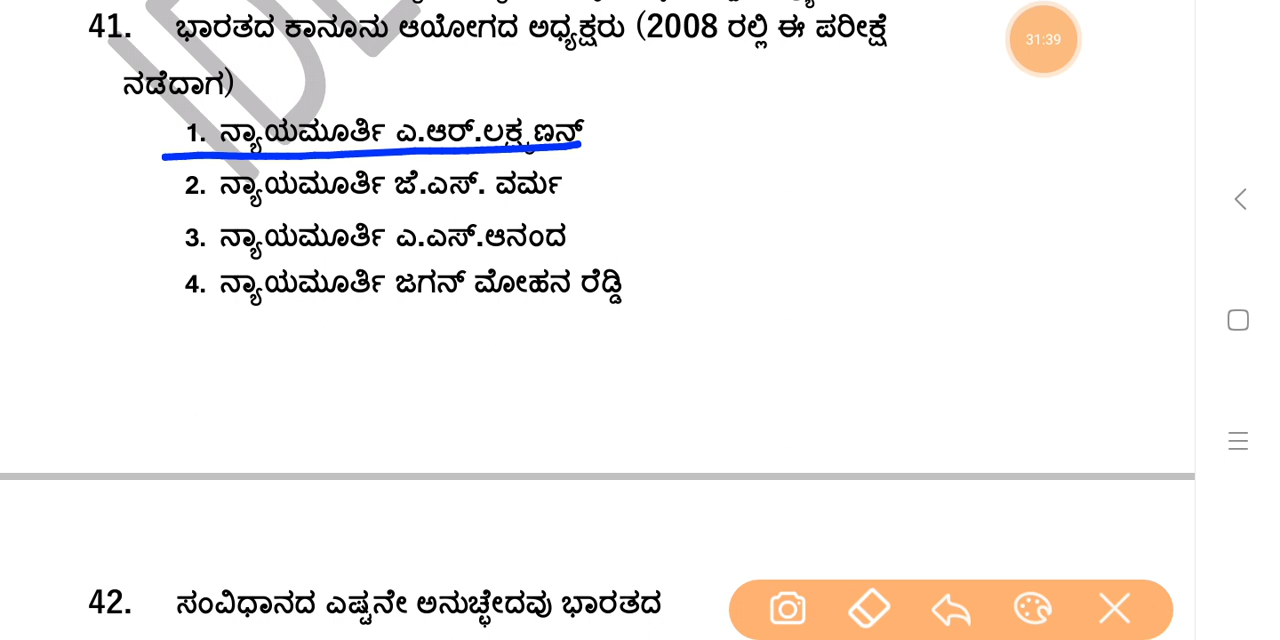 41. ಭಾರತದ ಕಾನೂನು ಆಯೋಗದ ಅಧ್ಯಕ್ಷರು (2008 ರಲ್ಲಿ ಈ ಪರೀಕ್ಷೆ
31:39
ನಡೆದಾಗ)
1. ನ್ಯಾಯಮೂರ್ತಿ ಎ.ಆರ್.ಲಕ್ಷ್ಮಣನ್
2. ನ್ಯಾಯಮೂರ್ತಿ ಜೆ.ಎಸ್. ವರ್ಮ
3. ನ್ಯಾಯಮೂರ್ತಿ ಎ.ಎಸ್.ಆನಂದ
4. ನ್ಯಾಯಮೂರ್ತಿ ಜಗನ್ ಮೋಹನ ರೆಡ್ಡಿ
42. ಸಂವಿಧಾನದ ಎಷ್ಟನೇ ಅನುಚ್ಛೇದವು ಭಾರತದ